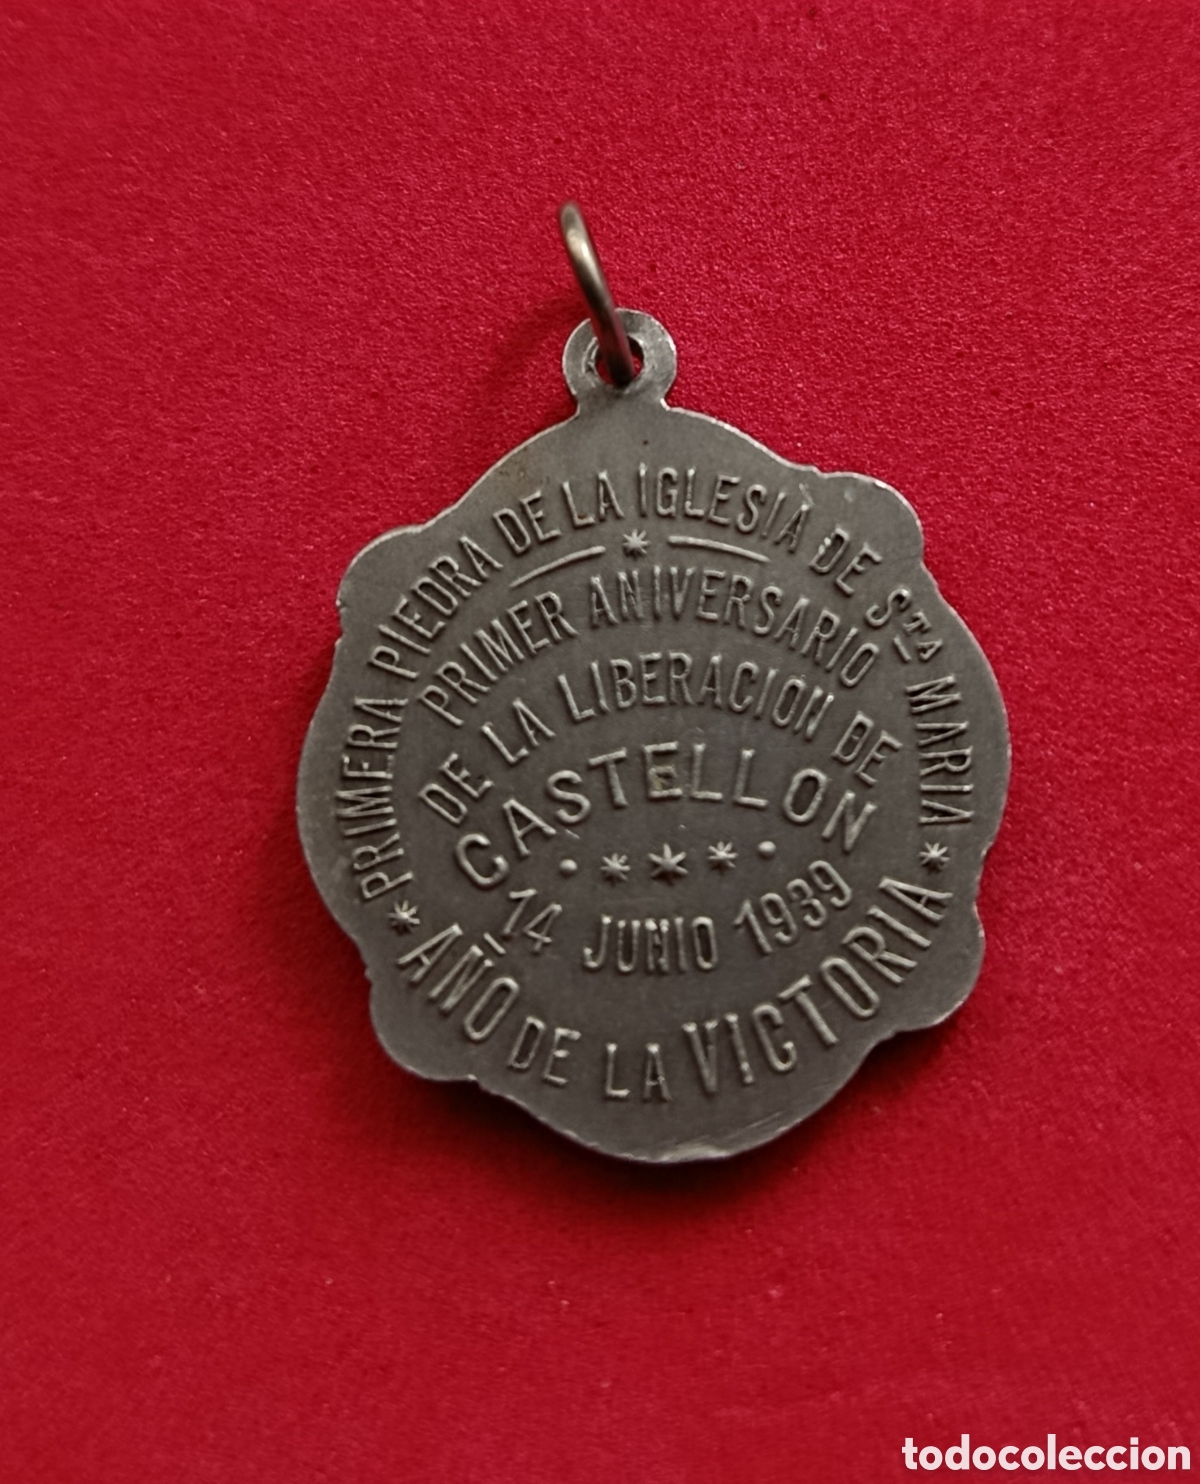 PRIMERA PIEDRA DE LA IGLESIA DE STA MARIA
PRIMER ANIVERSARIO
DE LA LIBERACION DE
CASTELLON
14 JUNIO 1939
AÑO DE LA VICTORIA
todocoleccion